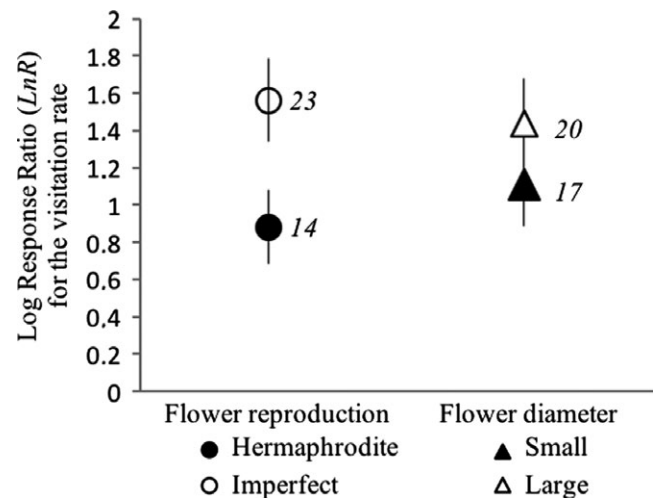 Log Response Ratio (LnR)
for the visitation rate
2
1.8
1.6
1.4
1.2
1
0.8
0.6
0.4
0.2
0
23
14
20
17
Flower reproduction
Hermaphrodite
Imperfect
Flower diameter
Small
Large